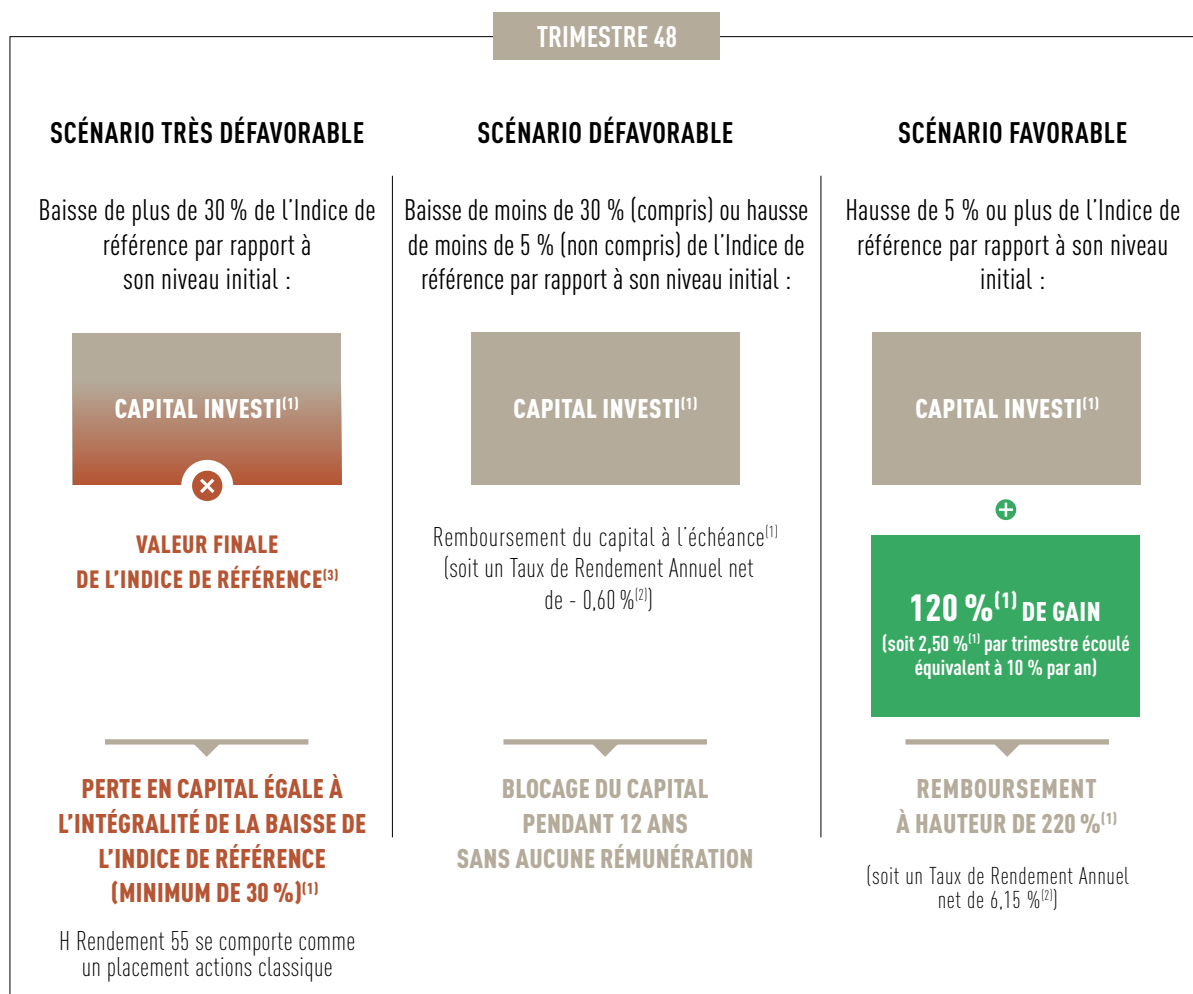 TRIMESTRE 48
SCÉNARIO TRÈS DÉFAVORABLE
Baisse de plus de 30 % de l'Indice de
référence par rapport à
son niveau initial :
CAPITAL INVESTI(1)
VALEUR FINALE
DE L'INDICE DE RÉFÉRENCE(3)
PERTE EN CAPITAL ÉGALE À
L'INTÉGRALITÉ DE LA BAISSE DE
L'INDICE DE RÉFÉRENCE
(MINIMUM DE 30 %)(1)
H Rendement 55 se comporte comme
un placement actions classique
SCÉNARIO DÉFAVORABLE
Baisse de moins de 30 % (compris) ou hausse
de moins de 5 % (non compris) de l'Indice de
référence par rapport à son niveau initial :
CAPITAL INVESTI(1)
Remboursement du capital à l'échéance(1)
(soit un Taux de Rendement Annuel net
de - 0,60 %(2))
BLOCAGE DU CAPITAL
PENDANT 12 ANS
SANS AUCUNE RÉMUNÉRATION
SCÉNARIO FAVORABLE
Hausse de 5 % ou plus de l'Indice de
référence par rapport à son niveau
initial :
CAPITAL INVESTI(1)
120 %(1) DE GAIN
(soit 2,50 %(1) par trimestre écoulé
équivalent à 10 % par an)
REMBOURSEMENT
À HAUTEUR DE 220 %(1)
(soit un Taux de Rendement Annuel
net de 6,15 %(2))